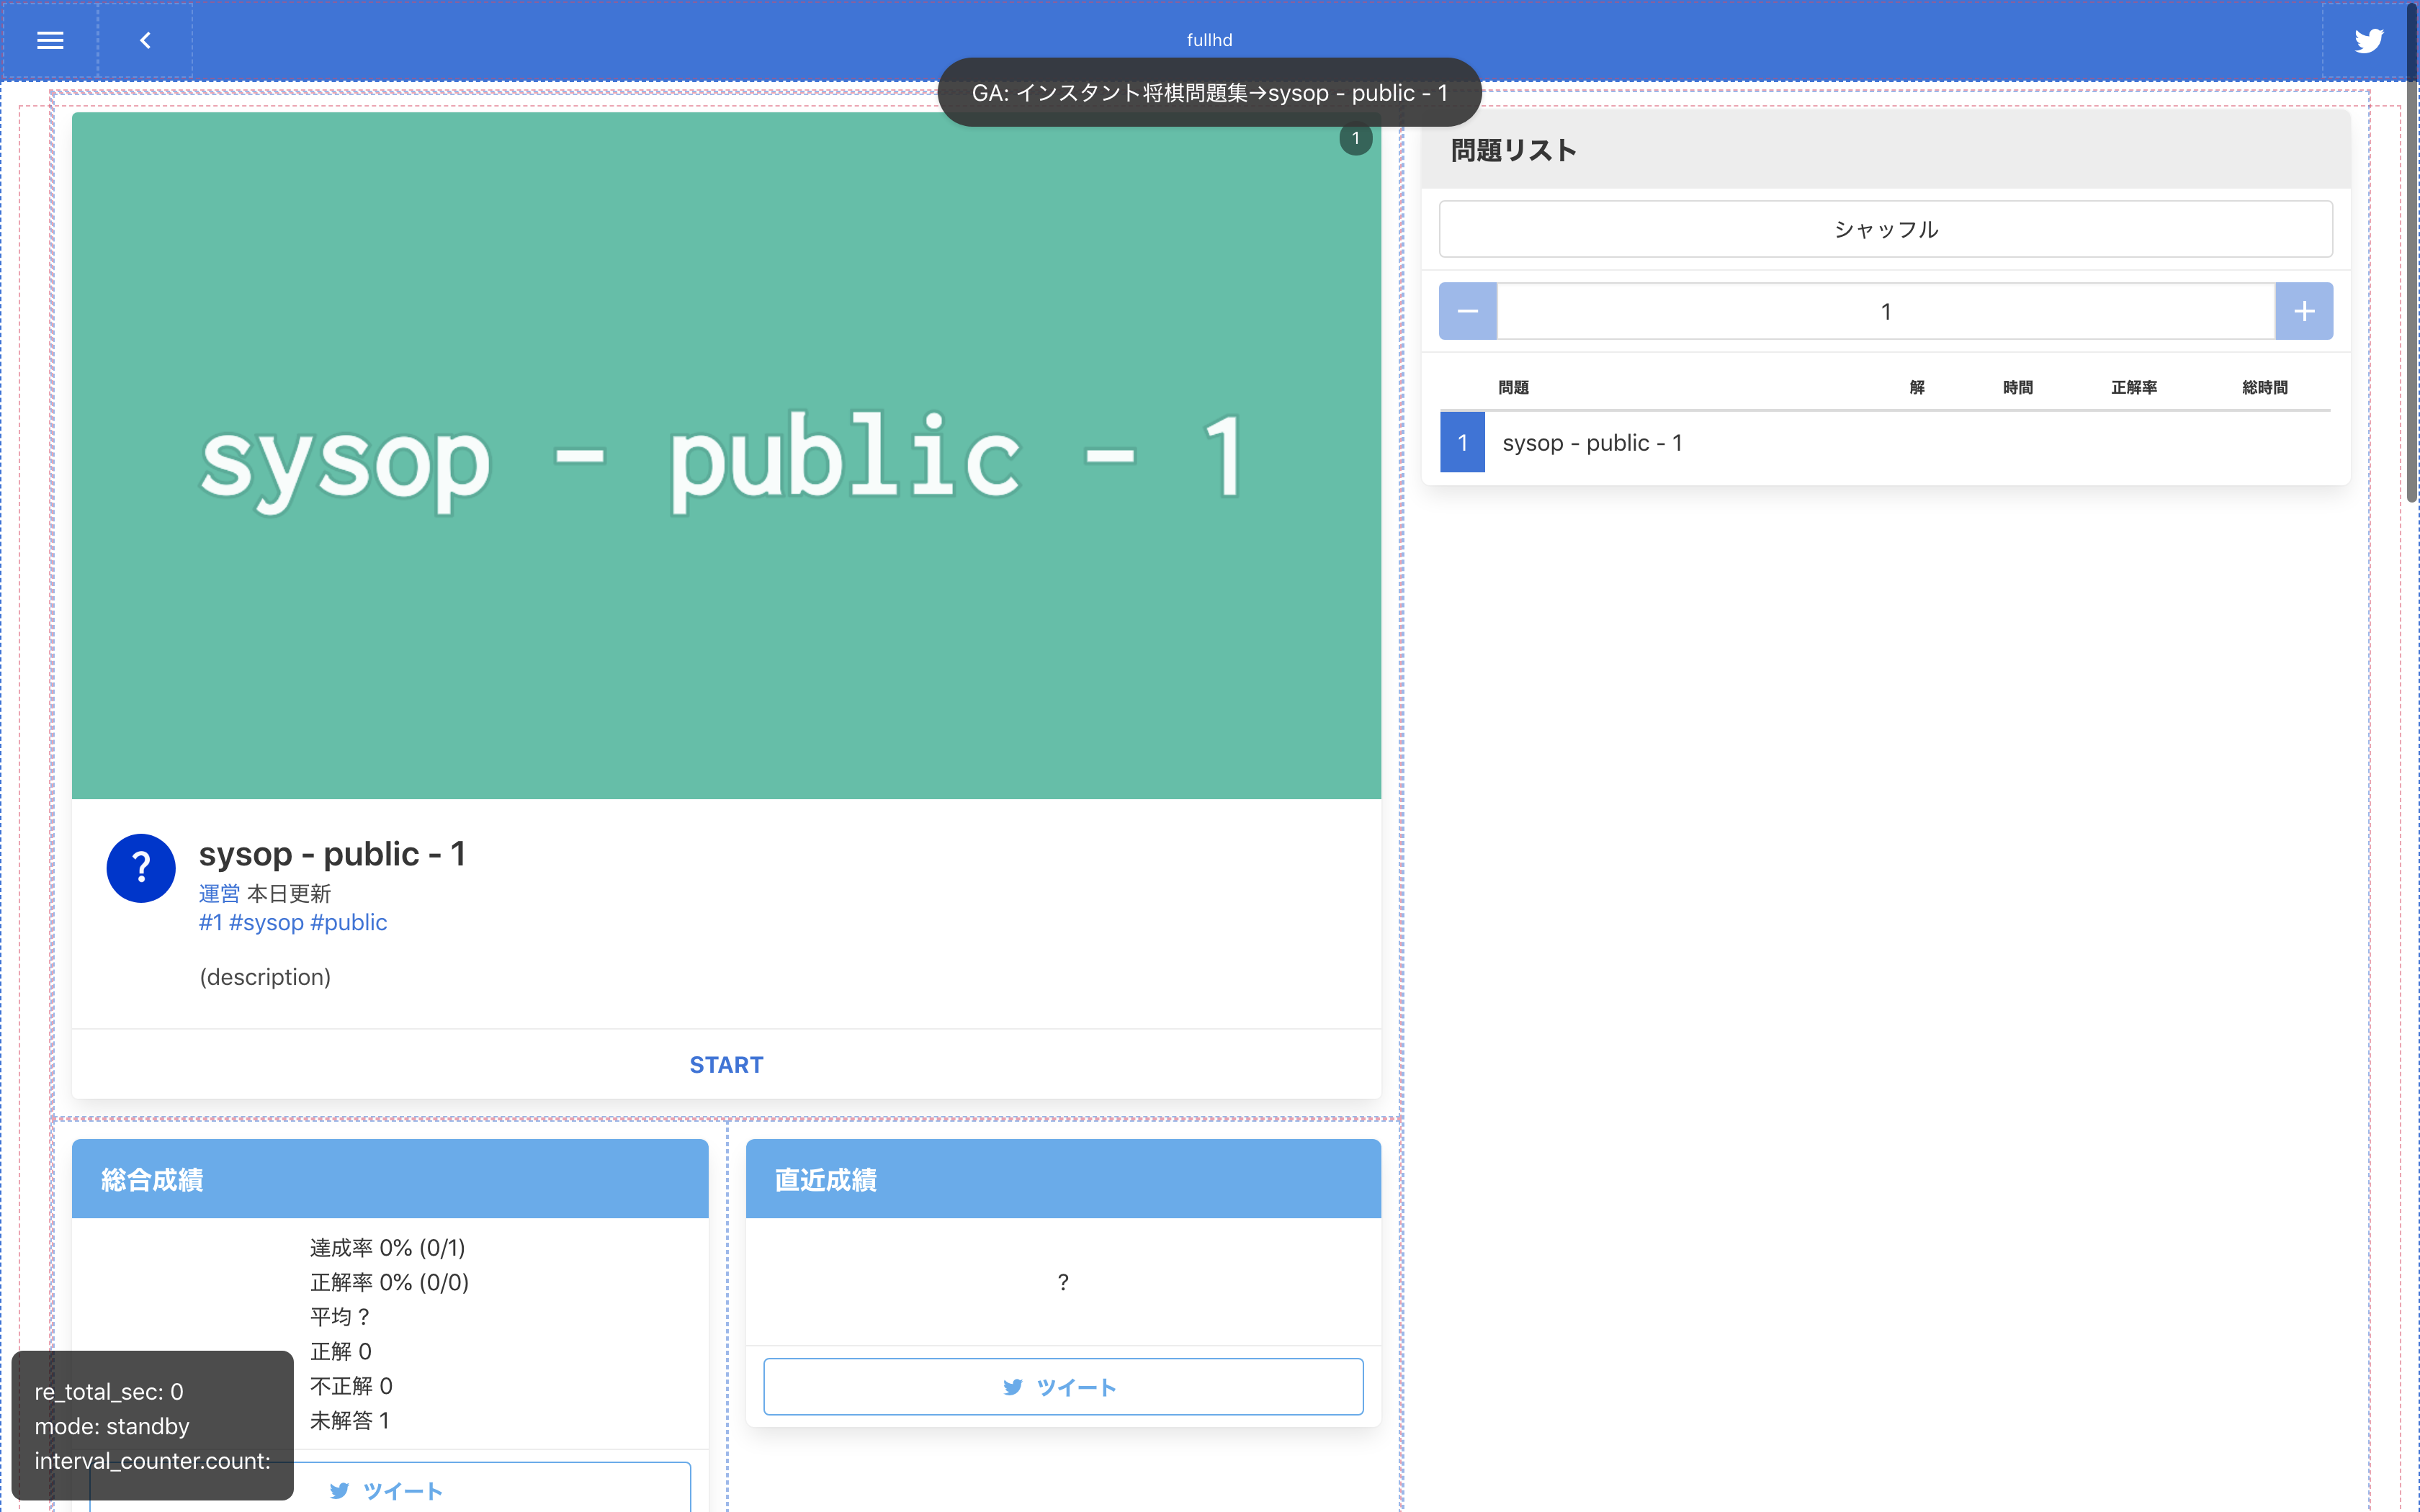 fullhd
GA: インスタント将棋問題集→sysop - public - 1
1
sysop - public - 1
?
sysop - public - 1
運営 本日更新
#1 #sysop #public
(description)
START
総合成績
達成率 0% (0/1)
正解率 0% (0/0)
平均 ?
正解 0
不正解 0
未解答 1
ツイート
直近成績
?
ツイート
re_total_sec: 0
mode: standby
interval_counter.count:
問題リスト
シャッフル
1
問題 解 時間 正解率 総時間
1 sysop - public - 1